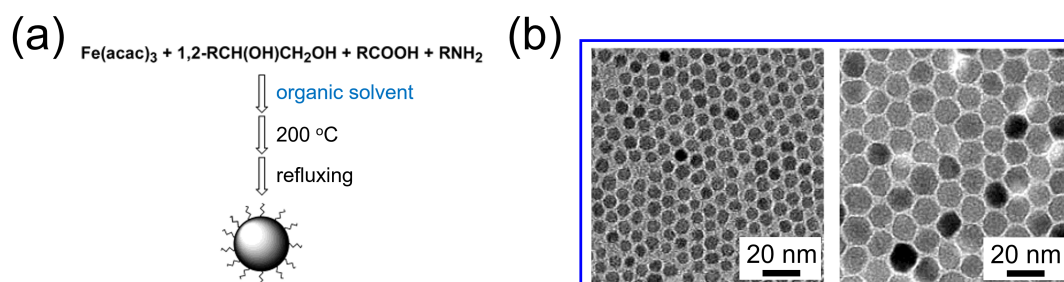 (a)
Fe(acac)₃ + 1,2-RCH(OH)CH₂OH + RCOOH + RNH₂
organic solvent
200 °C
refluxing
(b)
20 nm
20 nm